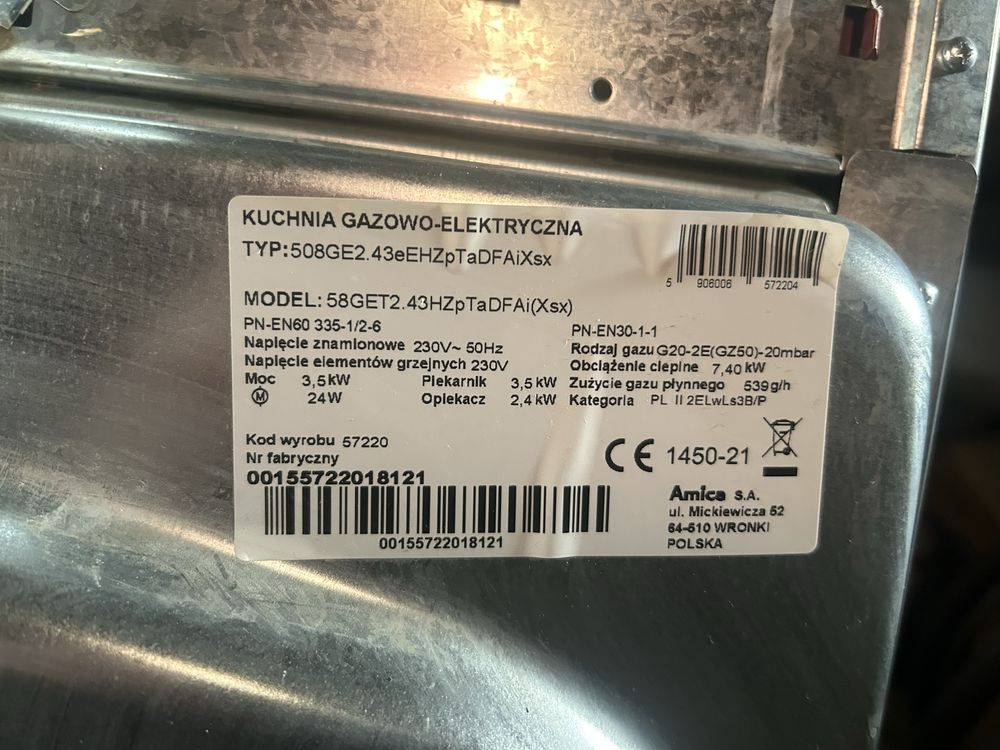 KUCHNIA GAZOWO-ELEKTRYCZNA
TYP:508GE2.43eEHZpTaDFAiXsx
5 906006 572204
MODEL: 58GET2.43HZpTaDFAi(Xsx)
PN-EN60 335-1/2-6
Napięcie znamionowe 230V~ 50Hz
Napięcie elementów grzejnych 230V
Moc 3,5kW Piekarnik 3,5 kW
M 24W Opiekacz 2,4 kW
PN-EN30-1-1
Rodzaj gazu G20-2E(GZ50)-20mbar
Obciążenie cieplne 7,40 kW
Zużycie gazu płynnego 539g/h
Kategoria PL II 2ELwLs3B/P
Kod wyrobu 57220
Nr fabryczny
00155722018121
00155722018121
CE 1450-21
Amica S.A.
ul. Mickiewicza 52
64-510 WRONKI
POLSKA